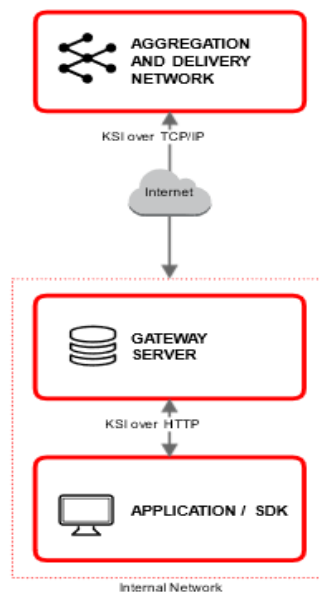 AGGREGATION
AND DELIVERY
NETWORK
KSI over TCP/IP
Internet
GATEWAY
SERVER
KSI over HTTP
APPLICATION / SDK
Internal Network